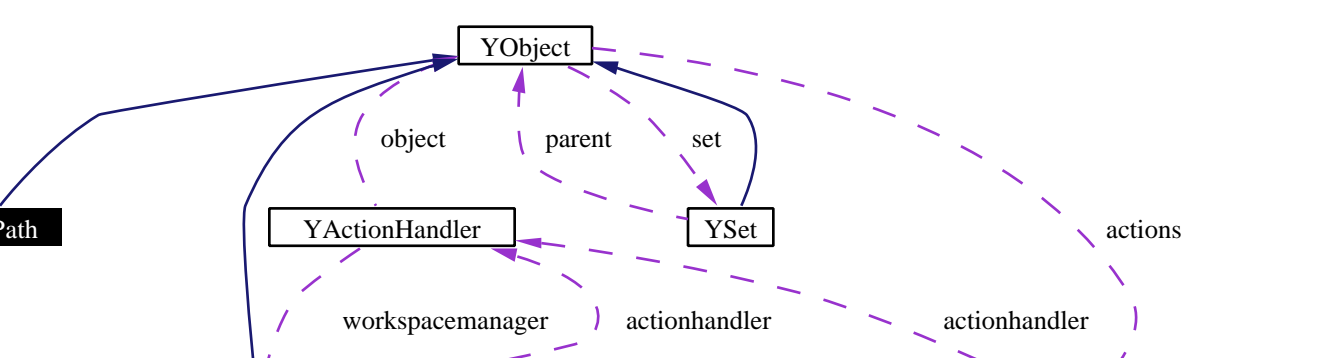 YObject
object
parent
set
Path
YActionHandler
YSet
actions
workspacemanager
actionhandler
actionhandler